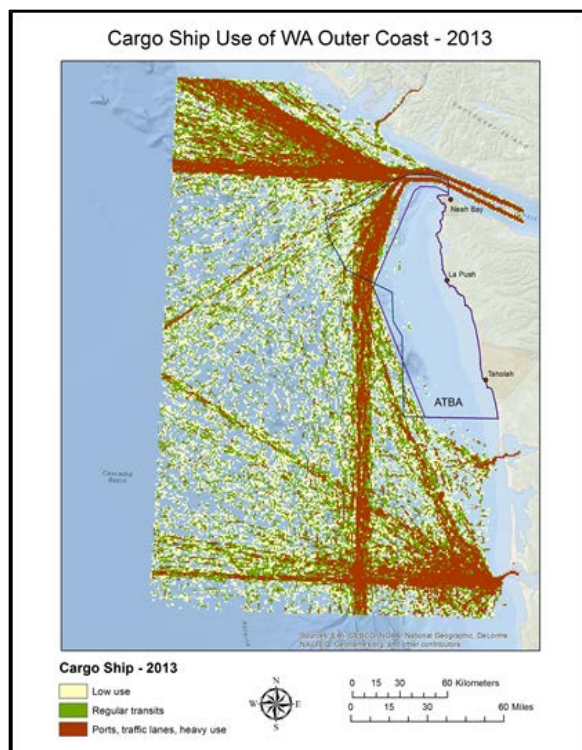 Cargo Ship Use of WA Outer Coast - 2013
Vancouver Island
Neah Bay
La Push
Taholah
ATBA
Cascadia
Basin
Sources: Esri, GEBCO, NOAA, National Geographic, DeLorme,
NAVTEQ, Geonames.org, and other contributors
Cargo Ship - 2013
Low use
Regular transits
Ports, traffic lanes, heavy use
N
W
E
S
0 15 30 60 Kilometers
0 15 30 60 Miles